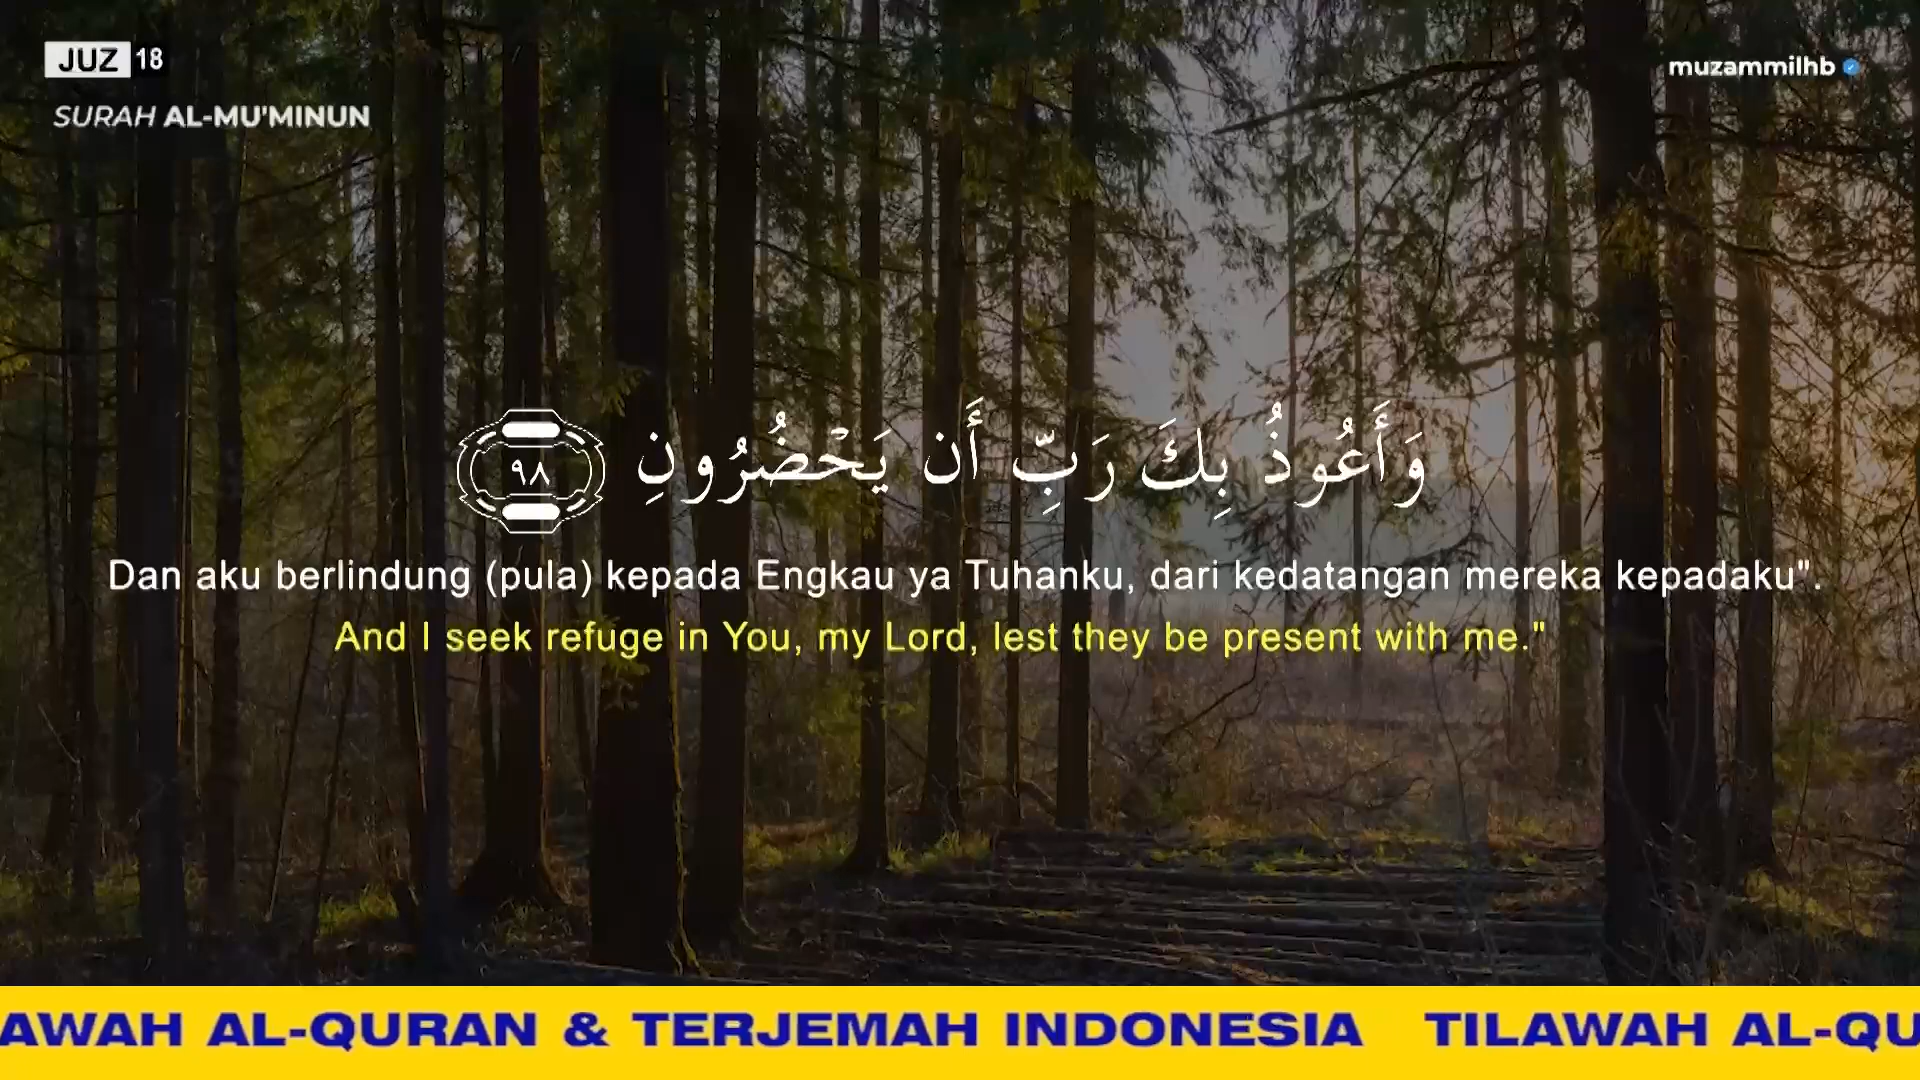 JUZ 18
muzammilhb
SURAH AL-MU'MINUN
وَأَعُوذُ بِكَ رَبِّ أَن يَحْضُرُونِ ٩٨
Dan aku berlindung (pula) kepada Engkau ya Tuhanku, dari kedatangan mereka kepadaku".
And I seek refuge in You, my Lord, lest they be present with me."
AWAH AL-QURAN & TERJEMAH INDONESIA TILAWAH AL-QU